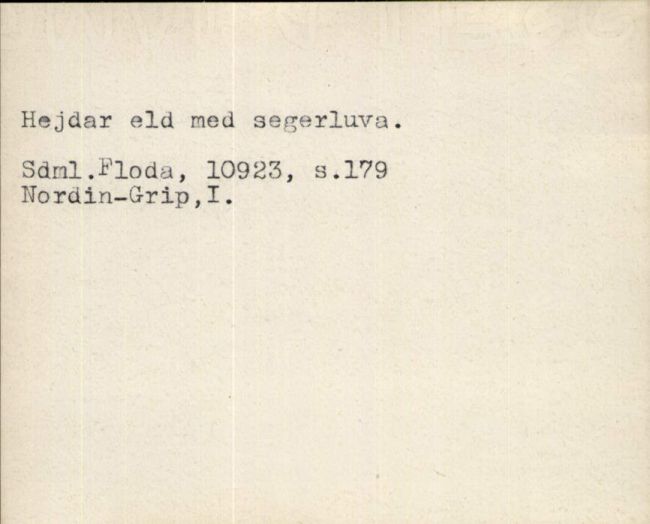 Hejdar eld med segerluva.
Sdml.Floda, 10923, s.179
Nordin-Grip,I.